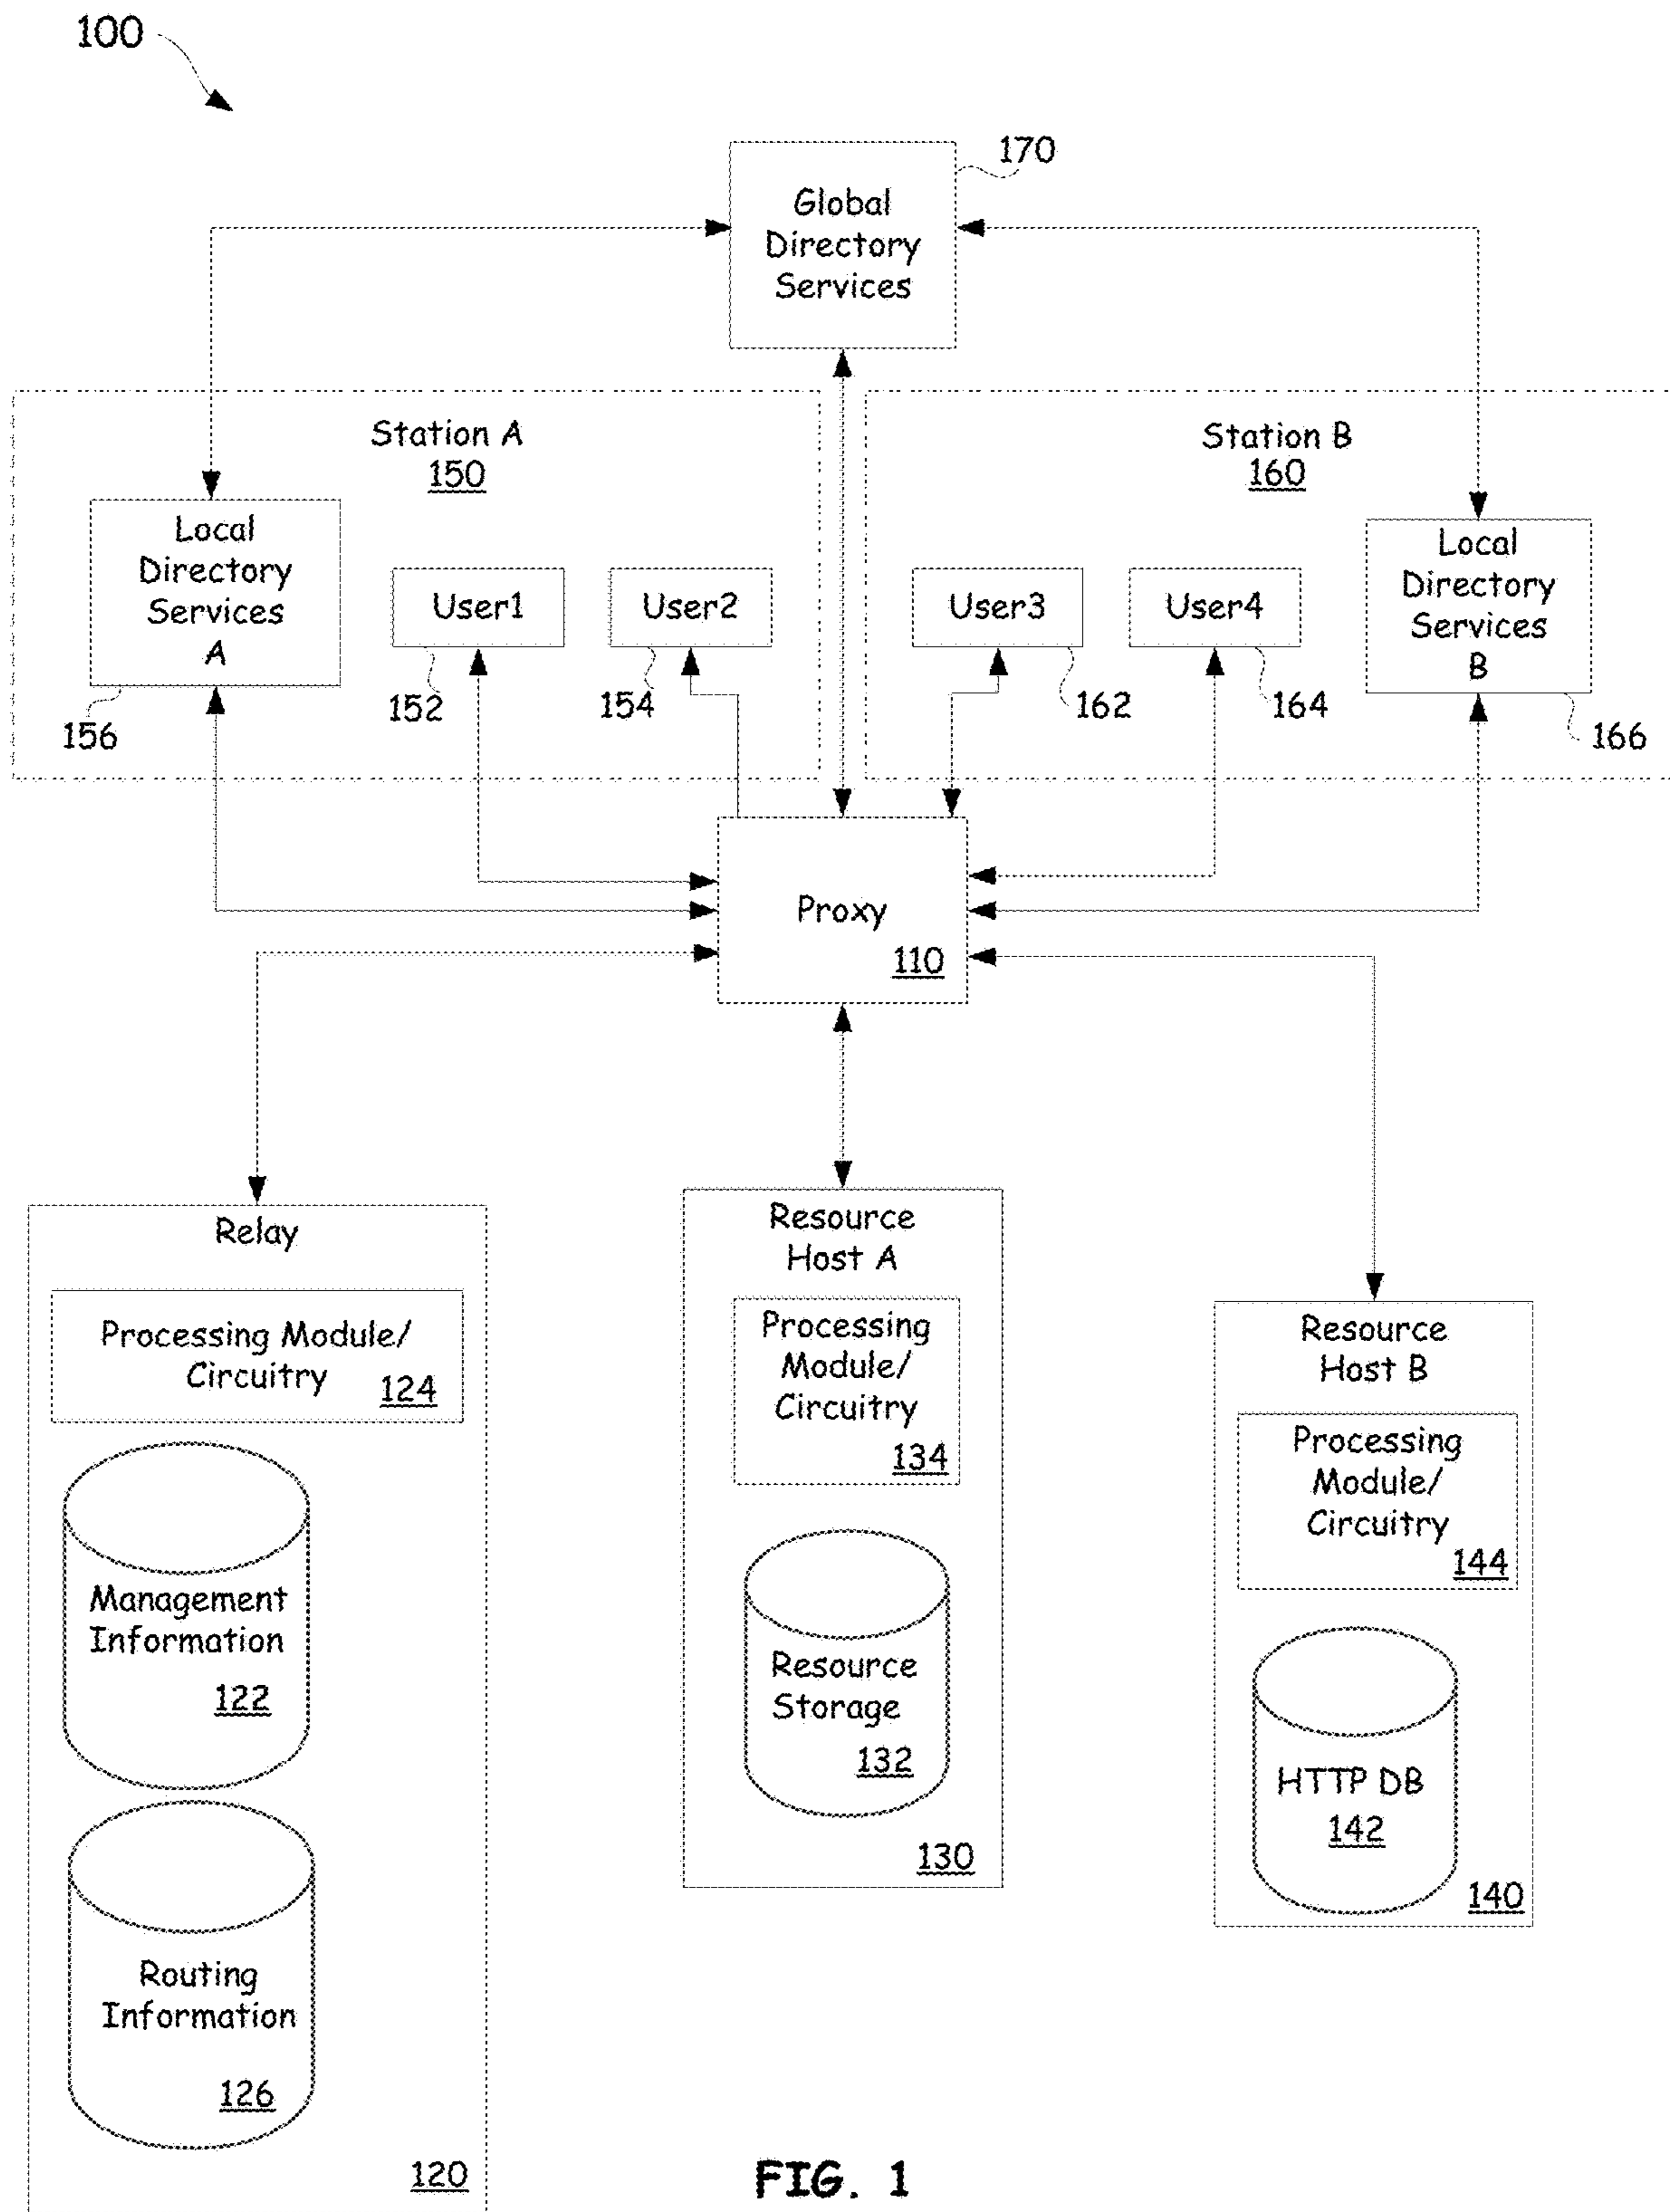 100
170
Global
Directory
Services
Station A
150
Station B
160
Local
Directory
Services
A
156
User1
152
User2
154
User3
162
User4
164
Local
Directory
Services
B
166
Proxy
110
Relay
Processing Module/
Circuitry
124
Management
Information
122
Routing
Information
126
120
Resource
Host A
Processing
Module/
Circuitry
134
Resource
Storage
132
130
Resource
Host B
Processing
Module/
Circuitry
144
HTTP DB
142
140
FIG. 1